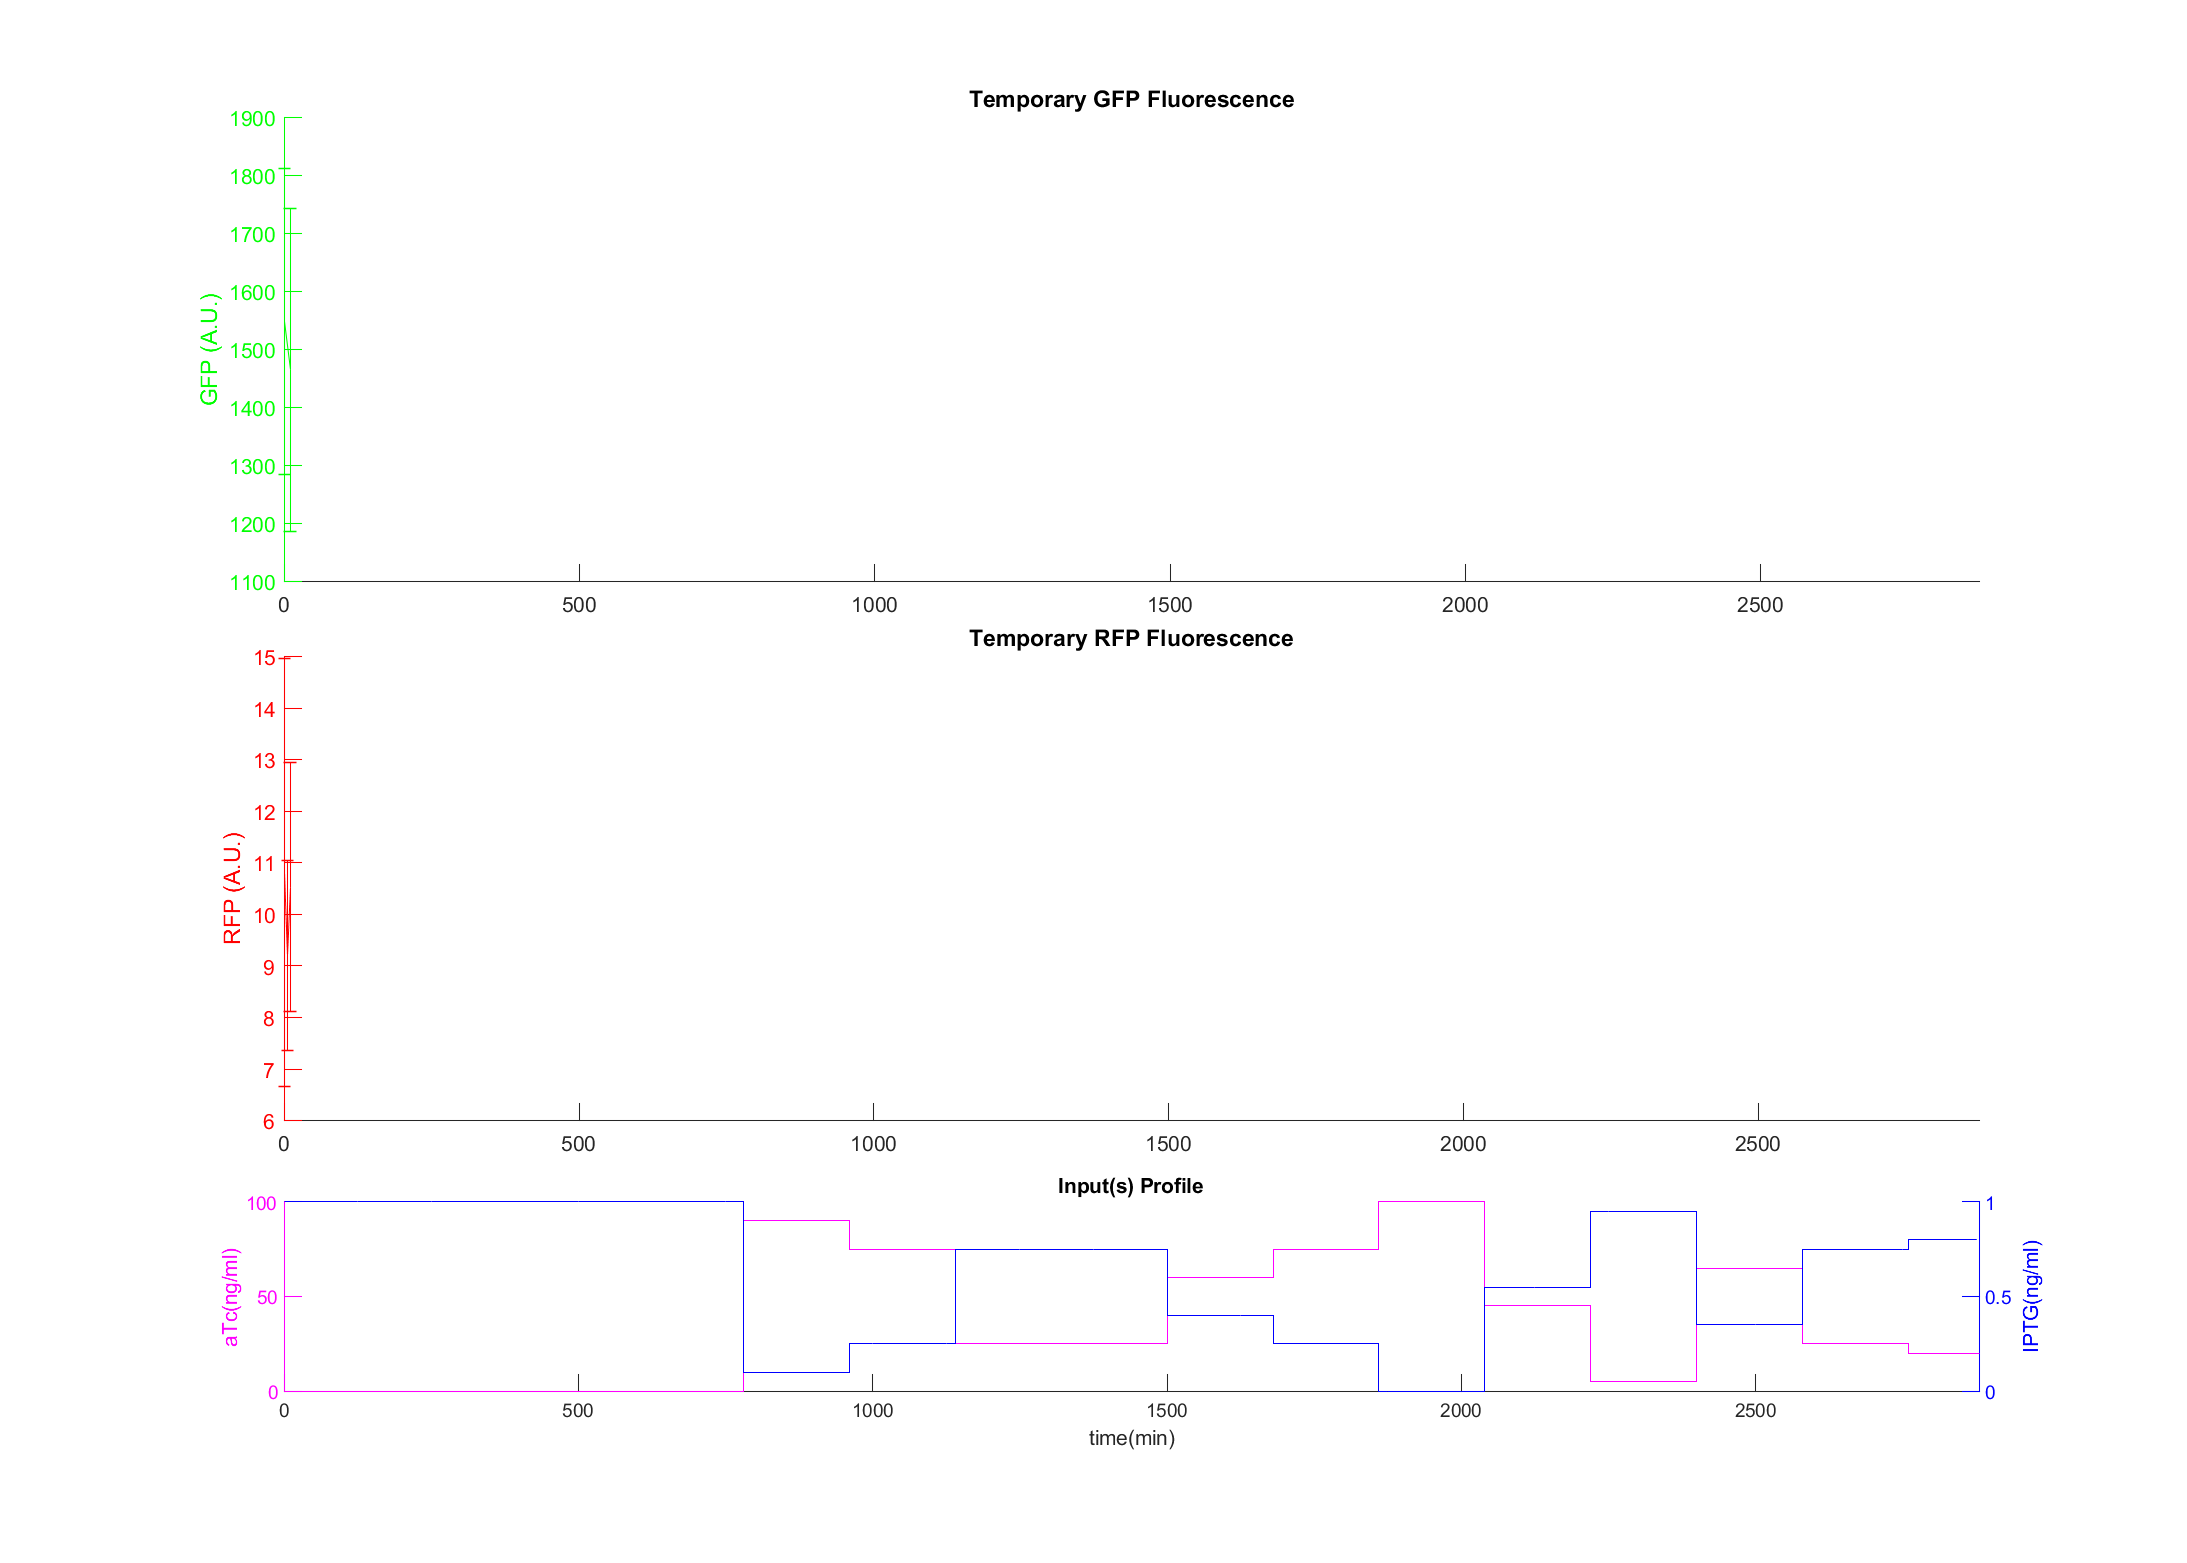 Temporary GFP Fluorescence
1900
1800
1700
1600
1500
1400
1300
1200
1100
GFP (A.U.)
0 500 1000 1500 2000 2500
Temporary RFP Fluorescence
15
14
13
12
11
10
9
8
7
6
RFP (A.U.)
0 500 1000 1500 2000 2500
Input(s) Profile
100
50
0
aTc(ng/ml)
1
0.5
0
IPTG(ng/ml)
0 500 1000 1500 2000 2500
time(min)